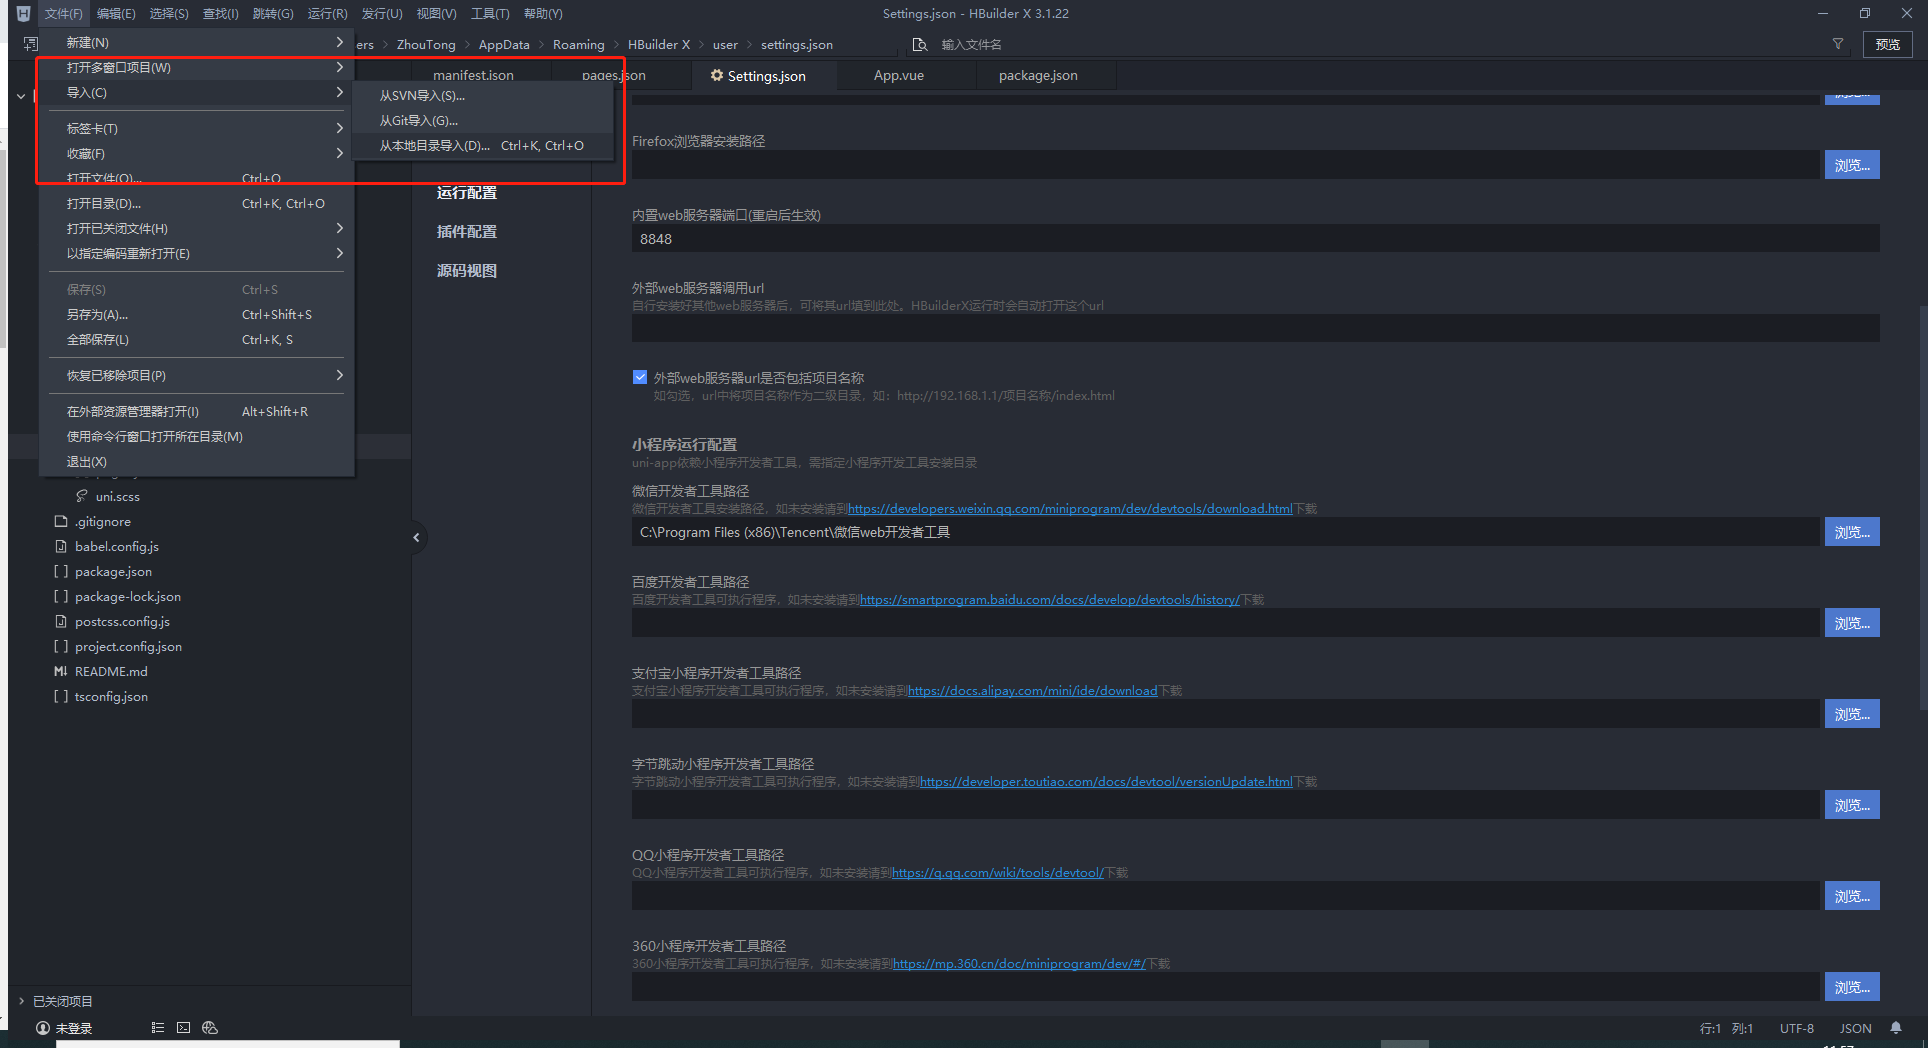 文件(F) 编辑(E) 选择(S) 查找(I) 跳转(G) 运行(R) 发行(U) 视图(V) 工具(T) 帮助(Y)
Settings.json - HBuilder X 3.1.22
新建(N)
打开多窗口项目(W)
导入(C)
标签卡(T)
收藏(F)
打开文件(O)... Ctrl+O
打开目录(D)... Ctrl+K, Ctrl+O
打开已关闭文件(H)
以指定编码重新打开(E)
保存(S) Ctrl+S
另存为(A)... Ctrl+Shift+S
全部保存(L) Ctrl+K, S
恢复已移除项目(P)
在外部资源管理器打开(I) Alt+Shift+R
使用命令行窗口打开所在目录(M)
退出(X)
从SVN导入(S)...
从Git导入(G)...
从本地目录导入(D)... Ctrl+K, Ctrl+O
ers > ZhouTong > AppData > Roaming > HBuilder X > user > settings.json
输入文件名
预览
manifest.json pages.json Settings.json App.vue package.json
uni.scss
.gitignore
babel.config.js
package.json
package-lock.json
postcss.config.js
project.config.json
README.md
tsconfig.json
已关闭项目
未登录
运行配置
插件配置
源码视图
Firefox浏览器安装路径
浏览...
内置web服务器端口(重启后生效)
8848
外部web服务器调用url
自行安装好其他web服务器后，可将其url填到此处。HBuilderX运行时会自动打开这个url
外部web服务器url是否包括项目名称
如勾选，url中将项目名称作为二级目录，如：http://192.168.1.1/项目名称/index.html
小程序运行配置
uni-app依赖小程序开发者工具，需指定小程序开发工具安装目录
微信开发者工具路径
微信开发者工具安装路径，如未安装请到https://developers.weixin.qq.com/miniprogram/dev/devtools/download.html下载
C:\Program Files (x86)\Tencent\微信web开发者工具
浏览...
百度开发者工具路径
百度开发者工具可执行程序，如未安装请到https://smartprogram.baidu.com/docs/develop/devtools/history/下载
浏览...
支付宝小程序开发者工具路径
支付宝小程序开发者工具可执行程序，如未安装请到https://docs.alipay.com/mini/ide/download下载
浏览...
字节跳动小程序开发者工具路径
字节跳动小程序开发者工具可执行程序，如未安装请到https://developer.toutiao.com/docs/devtool/versionUpdate.html下载
浏览...
QQ小程序开发者工具路径
QQ小程序开发者工具可执行程序，如未安装请到https://q.qq.com/wiki/tools/devtool/下载
浏览...
360小程序开发者工具路径
360小程序开发者工具可执行程序，如未安装请到https://mp.360.cn/doc/miniprogram/dev/#/下载
浏览...
行:1 列:1 UTF-8 JSON